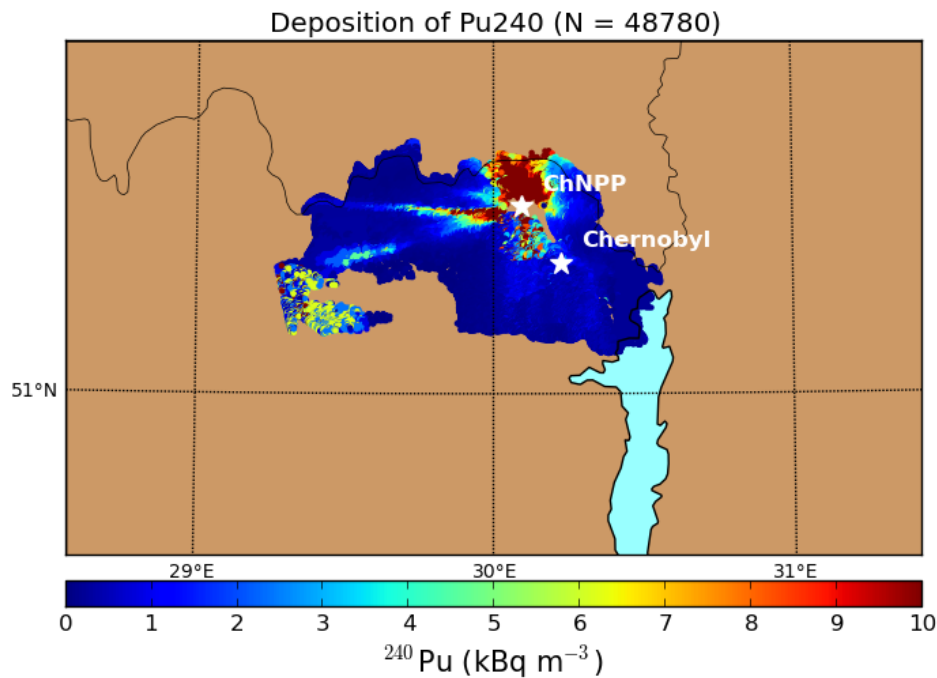 Deposition of Pu240 (N = 48780)
ChNPP
Chernobyl
51°N
29°E 30°E 31°E
0 1 2 3 4 5 6 7 8 9 10
²⁴⁰Pu (kBq m⁻³)